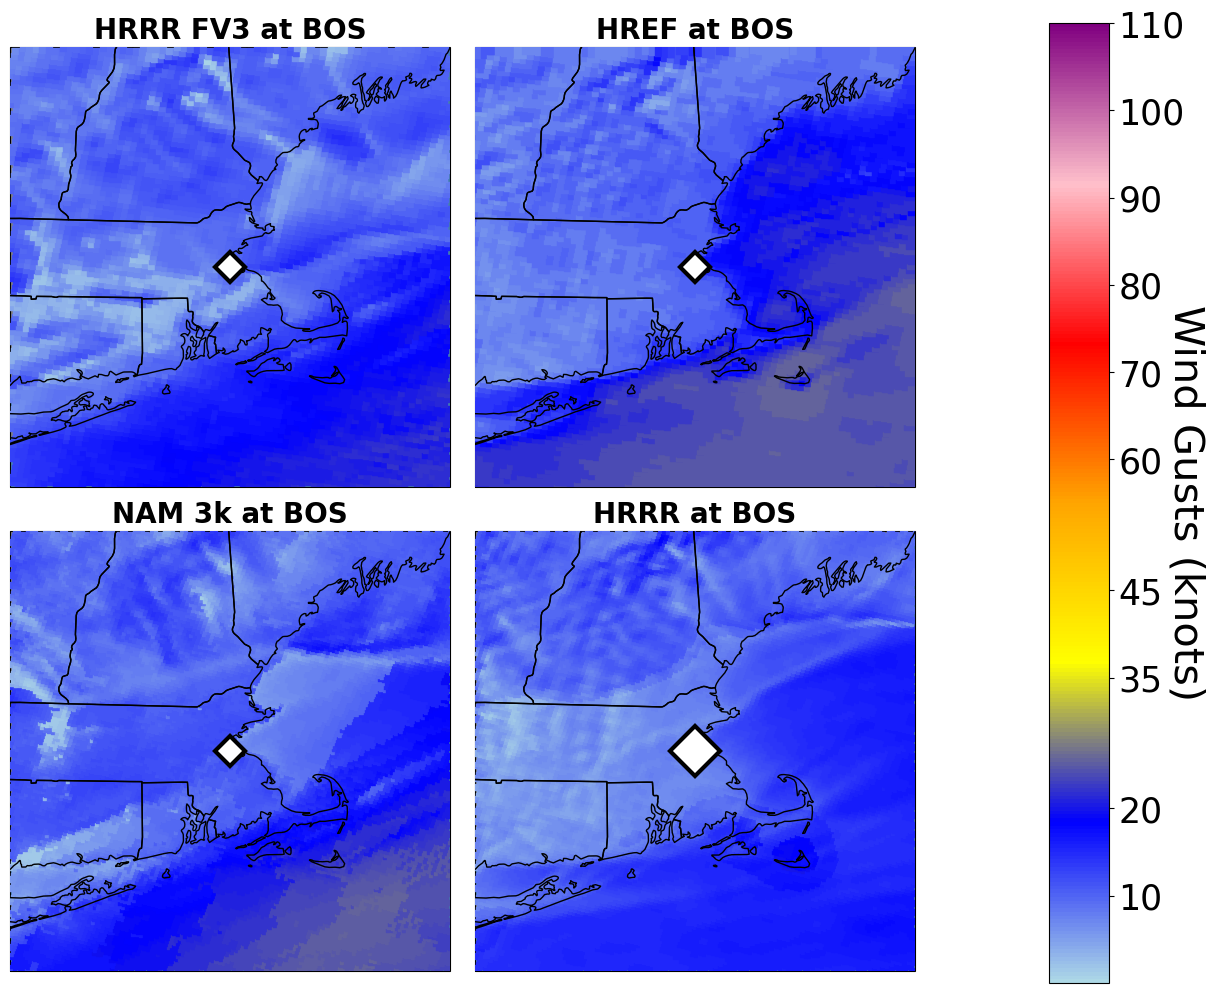 HRRR FV3 at BOS
HREF at BOS
NAM 3k at BOS
HRRR at BOS
110
100
90
80
70
60
45
35
20
10
Wind Gusts (knots)